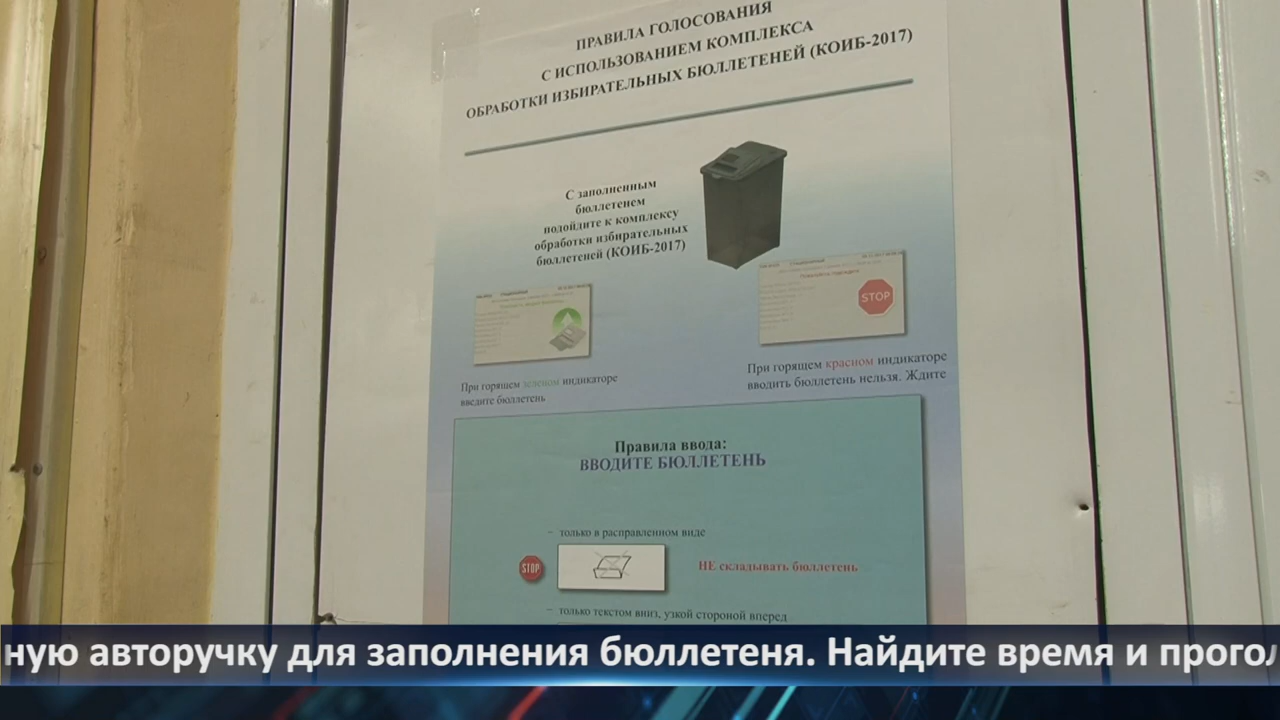 ПРАВИЛА ГОЛОСОВАНИЯ
С ИСПОЛЬЗОВАНИЕМ КОМПЛЕКСА
ОБРАБОТКИ ИЗБИРАТЕЛЬНЫХ БЮЛЛЕТЕНЕЙ (КОИБ-2017)
С заполненным
бюллетенем
подойдите к комплексу
обработки избирательных
бюллетеней (КОИБ-2017)
STOP
При горящем зеленом индикаторе
введите бюллетень
При горящем красном индикаторе
вводить бюллетень нельзя. Ждите
Правила ввода:
ВВОДИТЕ БЮЛЛЕТЕНЬ
– только в расправленном виде
STOP
НЕ складывать бюллетень
– только текстом вниз, узкой стороной вперед
ную авторучку для заполнения бюллетеня. Найдите время и прогол